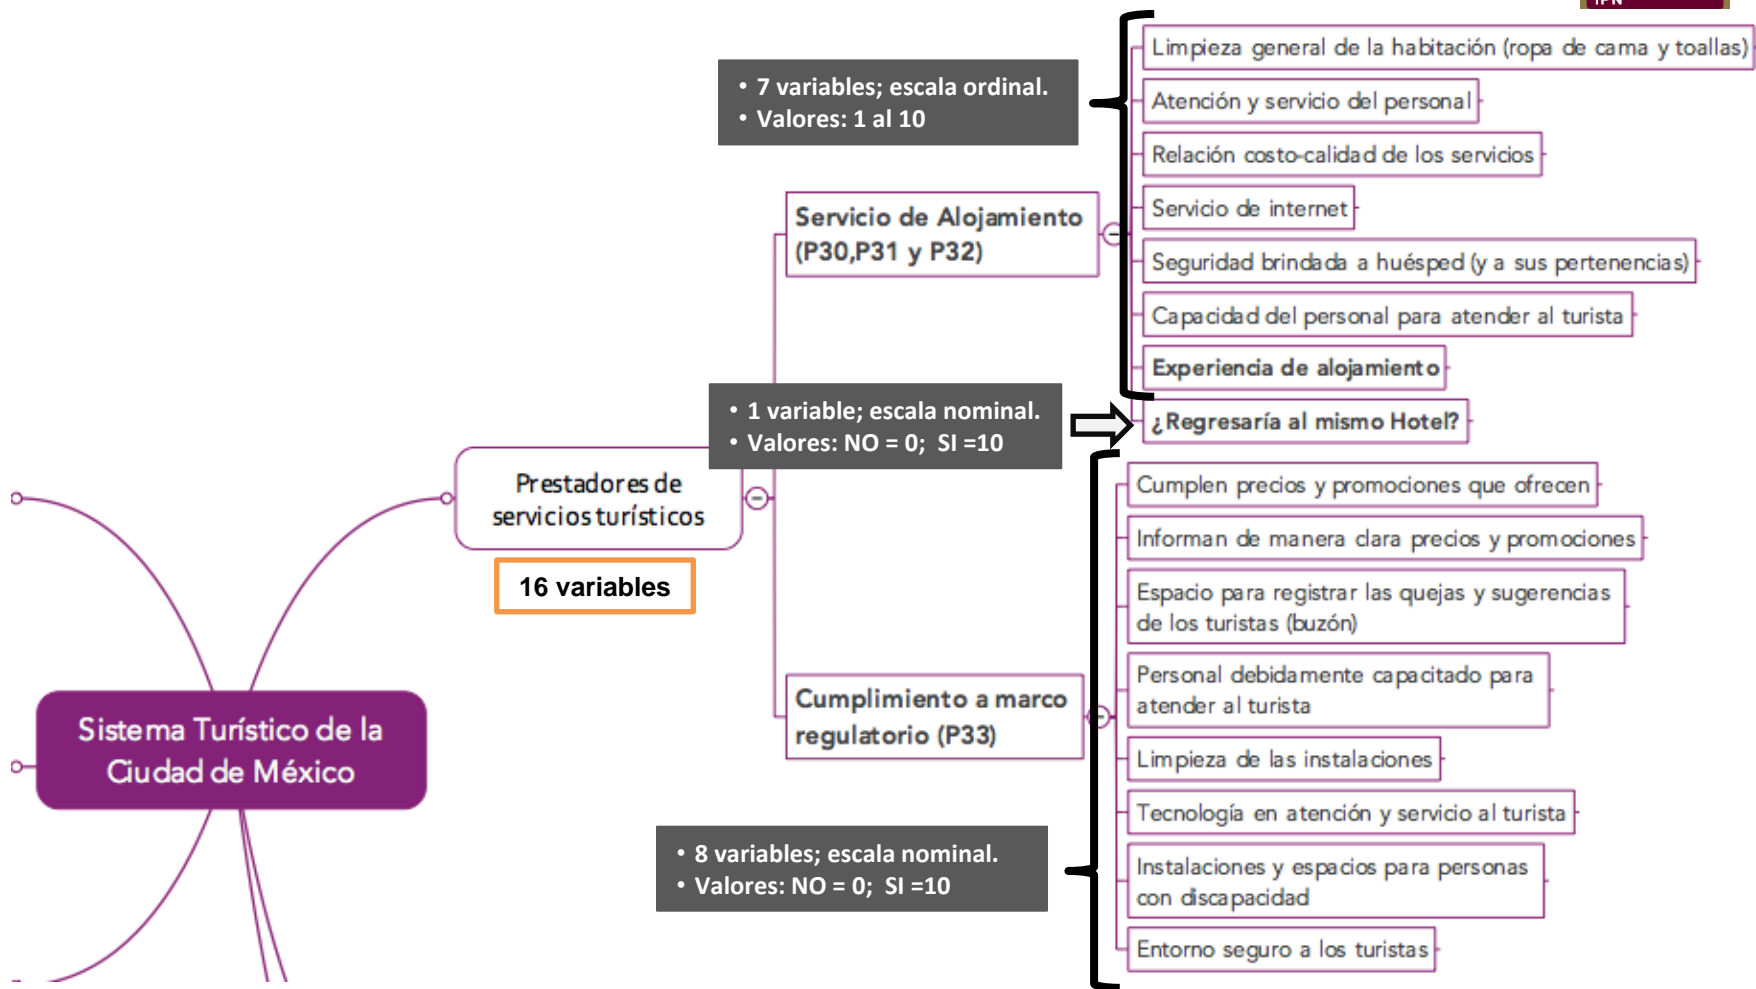 IPN
Limpieza general de la habitación (ropa de cama y toallas)
• 7 variables; escala ordinal.
• Valores: 1 al 10
Atención y servicio del personal
Relación costo-calidad de los servicios
Servicio de Alojamiento
(P30,P31 y P32)
Servicio de internet
Seguridad brindada a huésped (y a sus pertenencias)
Capacidad del personal para atender al turista
Experiencia de alojamiento
• 1 variable; escala nominal.
• Valores: NO = 0; SI =10
¿Regresaría al mismo Hotel?
Prestadores de
servicios turísticos
16 variables
Cumplen precios y promociones que ofrecen
Informan de manera clara precios y promociones
Espacio para registrar las quejas y sugerencias
de los turistas (buzón)
Personal debidamente capacitado para
atender al turista
Cumplimiento a marco
regulatorio (P33)
Sistema Turístico de la
Ciudad de México
Limpieza de las instalaciones
Tecnología en atención y servicio al turista
• 8 variables; escala nominal.
• Valores: NO = 0; SI =10
Instalaciones y espacios para personas
con discapacidad
Entorno seguro a los turistas